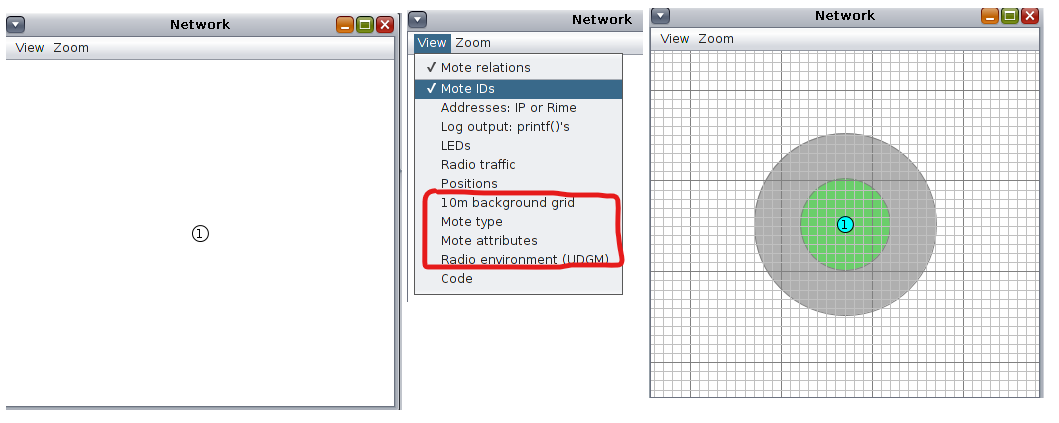 Network
View Zoom
1
Network
View Zoom
✓ Mote relations
✓ Mote IDs
Addresses: IP or Rime
Log output: printf()'s
LEDs
Radio traffic
Positions
10m background grid
Mote type
Mote attributes
Radio environment (UDGM)
Code
Network
View Zoom
1